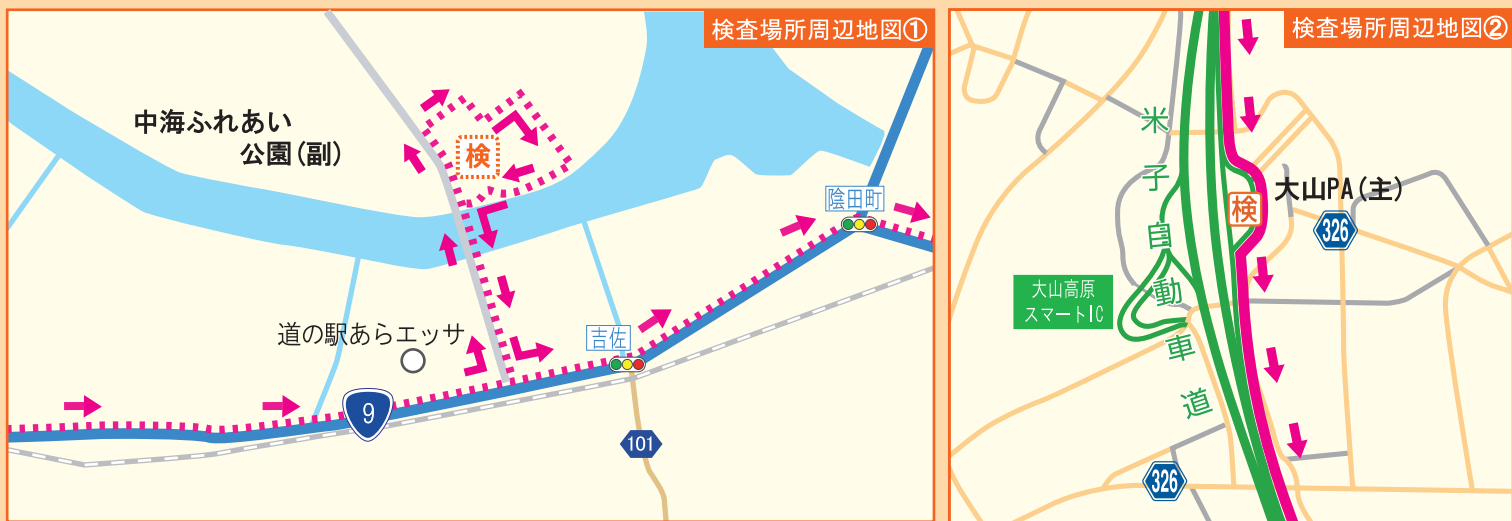 検査場所周辺地図①
中海ふれあい
公園(副)
検
陰田町
吉佐
道の駅あらエッサ
9
101
検査場所周辺地図②
米子自動車道
大山PA(主)
検
326
大山高原
スマートIC
326